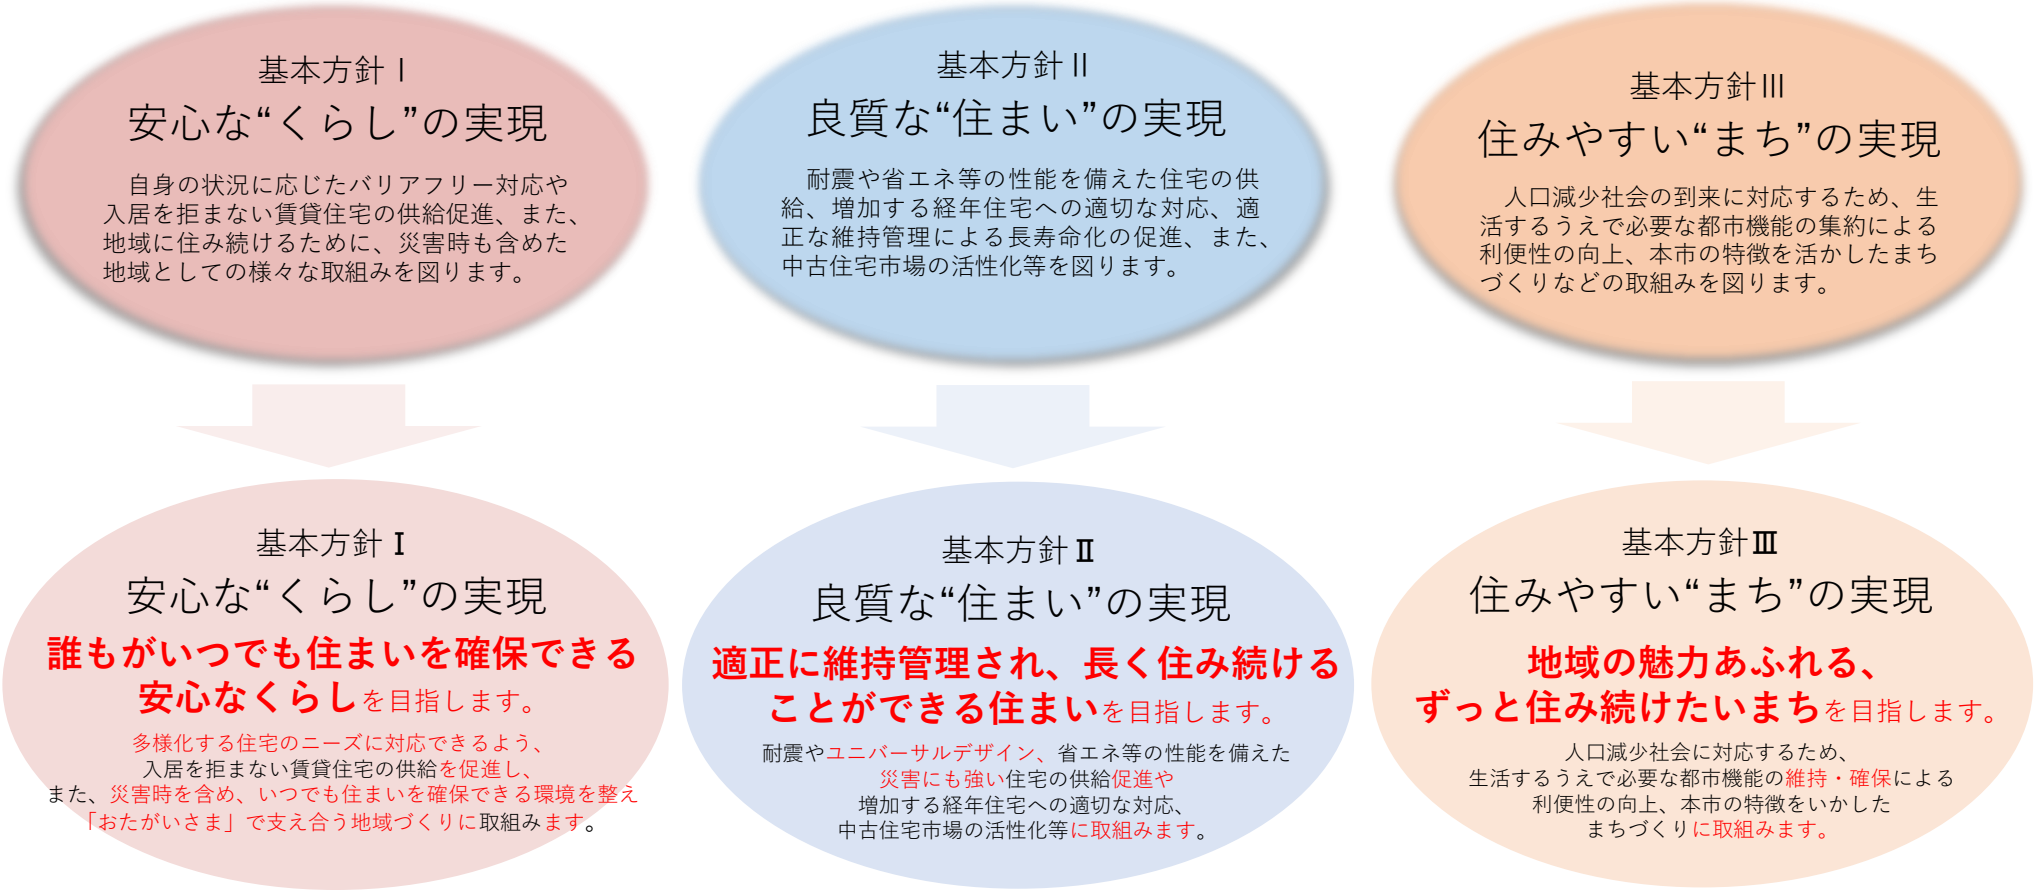 基本方針Ⅰ
安心な“くらし”の実現
自身の状況に応じたバリアフリー対応や
入居を拒まない賃貸住宅の供給促進、また、
地域に住み続けるために、災害時も含めた
地域としての様々な取組みを図ります。
基本方針Ⅱ
良質な“住まい”の実現
耐震や省エネ等の性能を備えた住宅の供
給、増加する経年住宅への適切な対応、適
正な維持管理による長寿命化の促進、また、
中古住宅市場の活性化等を図ります。
基本方針Ⅲ
住みやすい“まち”の実現
人口減少社会の到来に対応するため、生
活するうえで必要な都市機能の集約による
利便性の向上、本市の特徴を活かしたまち
づくりなどの取組みを図ります。
基本方針Ⅰ
安心な“くらし”の実現
誰もがいつでも住まいを確保できる
安心なくらしを目指します。
多様化する住宅のニーズに対応できるよう、
入居を拒まない賃貸住宅の供給を促進し、
また、災害時を含め、いつでも住まいを確保できる環境を整え
「おたがいさま」で支え合う地域づくりに取組みます。
基本方針Ⅱ
良質な“住まい”の実現
適正に維持管理され、長く住み続ける
ことができる住まいを目指します。
耐震やユニバーサルデザイン、省エネ等の性能を備えた
災害にも強い住宅の供給促進や
増加する経年住宅への適切な対応、
中古住宅市場の活性化等に取組みます。
基本方針Ⅲ
住みやすい“まち”の実現
地域の魅力あふれる、
ずっと住み続けたいまちを目指します。
人口減少社会に対応するため、
生活するうえで必要な都市機能の維持・確保による
利便性の向上、本市の特徴をいかした
まちづくりに取組みます。